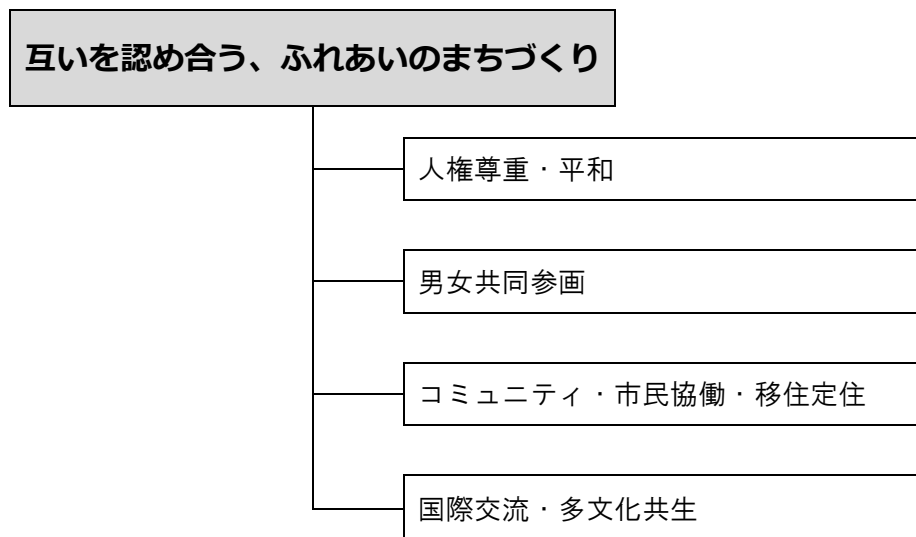 互いを認め合う、ふれあいのまちづくり
人権尊重・平和
男女共同参画
コミュニティ・市民協働・移住定住
国際交流・多文化共生